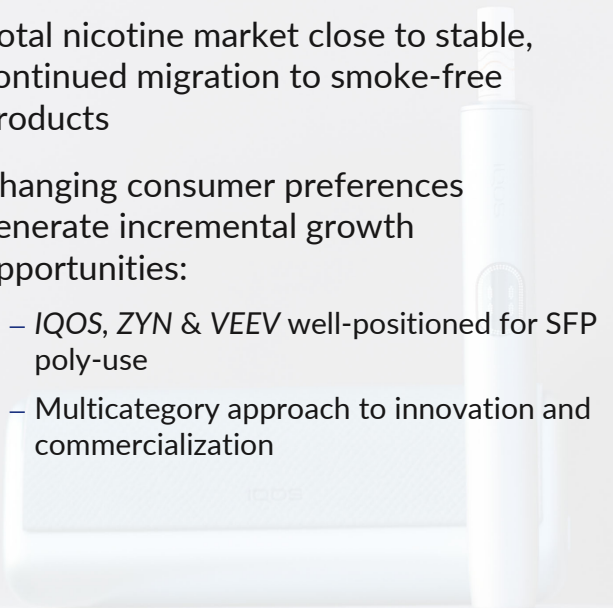 otal nicotine market close to stable,
ontinued migration to smoke-free
roducts
hanging consumer preferences
enerate incremental growth
pportunities:
– IQOS, ZYN & VEEV well-positioned for SFP
poly-use
– Multicategory approach to innovation and
commercialization
IQOS